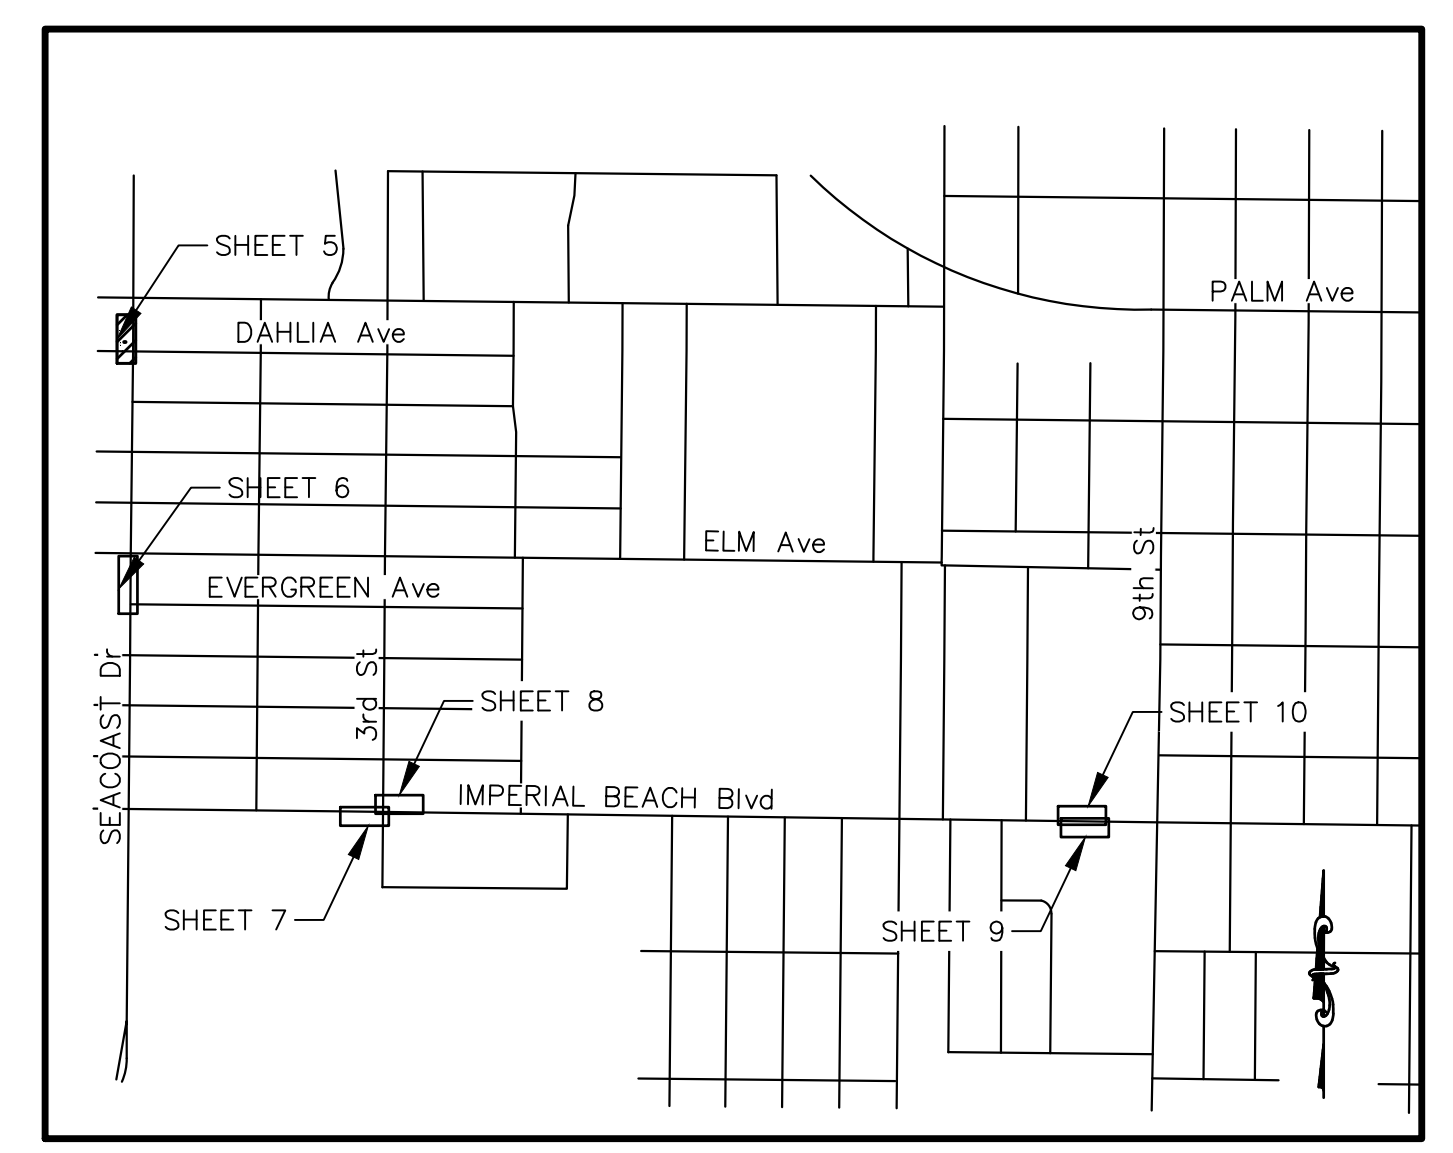 SHEET 5
PALM Ave
DAHLIA Ave
SHEET 6
ELM Ave
9th St
EVERGREEN Ave
SEACOAST Dr
3rd St
SHEET 8
SHEET 10
IMPERIAL BEACH Blvd
SHEET 7
SHEET 9